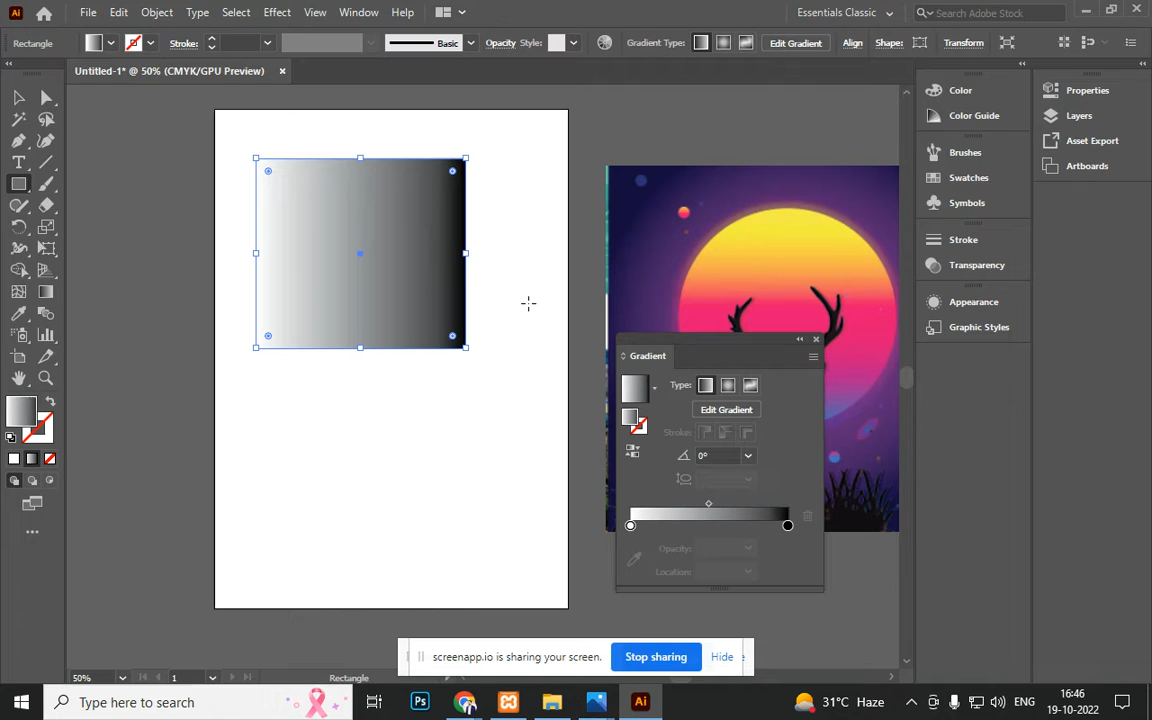 Ai File Edit Object Type Select Effect View Window Help Essentials Classic Search Adobe Stock
Rectangle Stroke: Basic Opacity Style: Gradient Type: Edit Gradient Align Shape: Transform
Untitled-1* @ 50% (CMYK/GPU Preview)
Color
Color Guide
Brushes
Swatches
Symbols
Stroke
Transparency
Appearance
Graphic Styles
Properties
Layers
Asset Export
Artboards
Gradient
Type:
Edit Gradient
Stroke:
0°
Opacity:
Location:
screenapp.io is sharing your screen. Stop sharing Hide
50% 1 Rectangle
Type here to search Ps Ai 31°C Haze ENG 16:46
19-10-2022